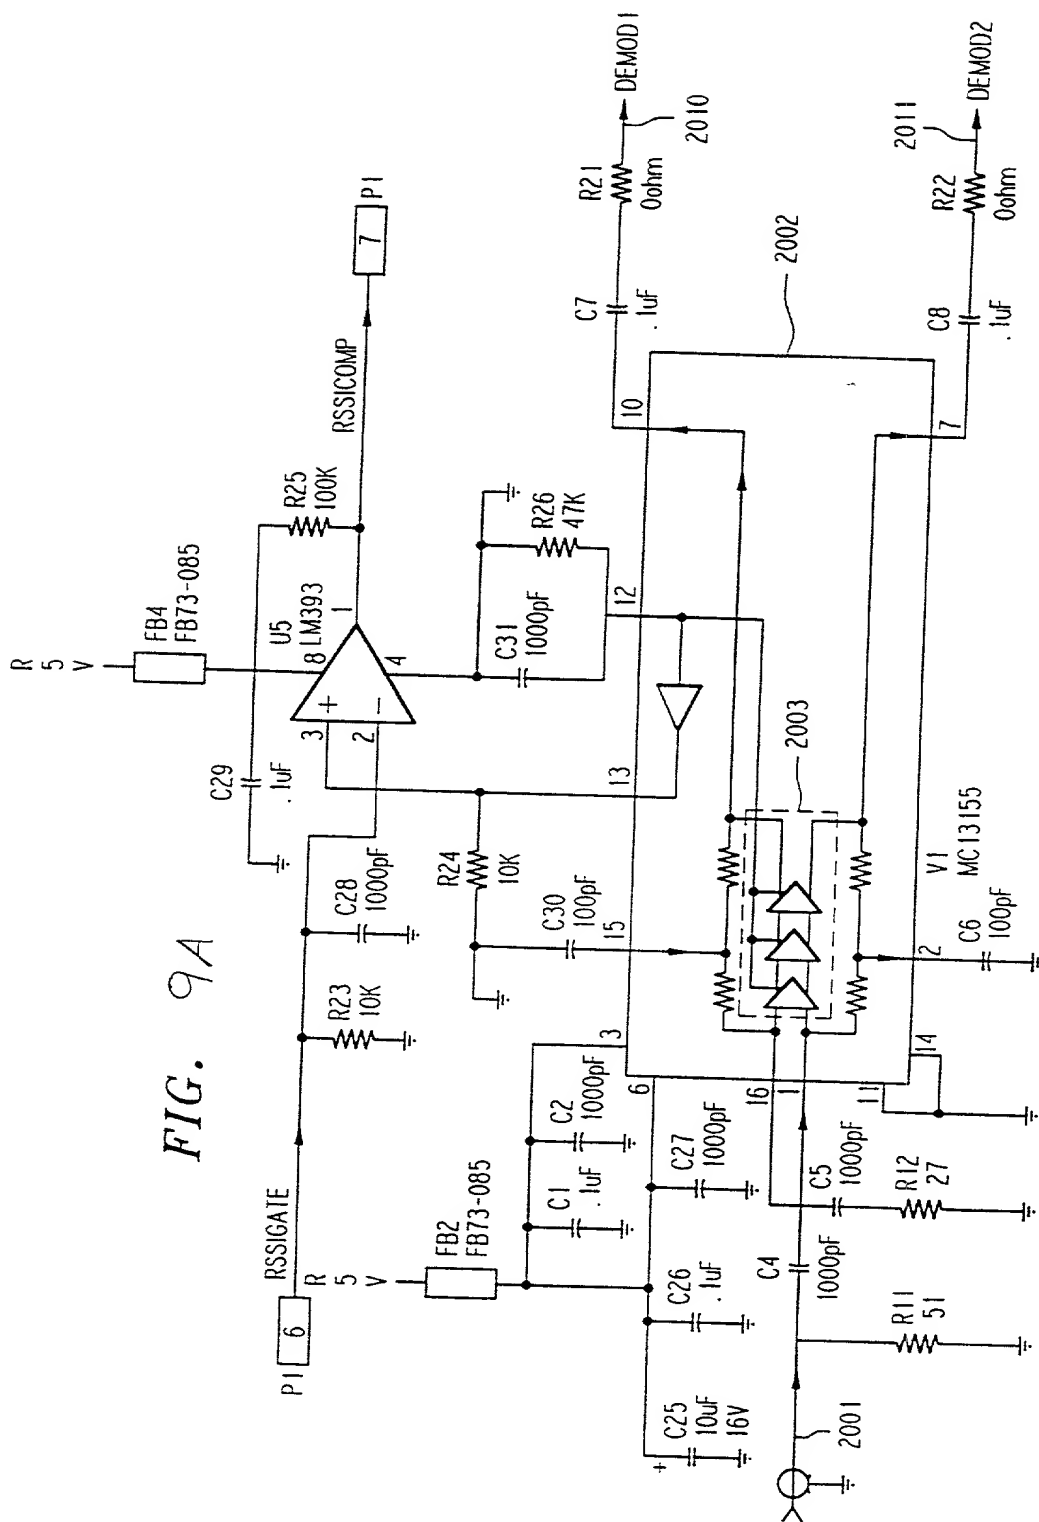 FIG. 9A
R
5
V
FB4
FB73-085
C29
.1uF
U5
LM393
8
3
+
2
−
1
4
R25
100K
RSSICOMP
7
P1
P1
6
RSSIGATE
R23
10K
C28
1000pF
R24
10K
C30
100pF
C31
1000pF
R26
47K
R
5
V
FB2
FB73-085
C1
.1uF
C2
1000pF
3
15
13
12
10
C7
.1uF
R21
0ohm
DEMOD1
2010
+
C25
10uF
16V
C26
.1uF
C27
1000pF
6
16
1
11
14
2
7
2003
2002
2001
C4
1000pF
R11
51
C5
1000pF
R12
27
C6
100pF
V1
MC13155
C8
.1uF
R22
0ohm
DEMOD2
2011